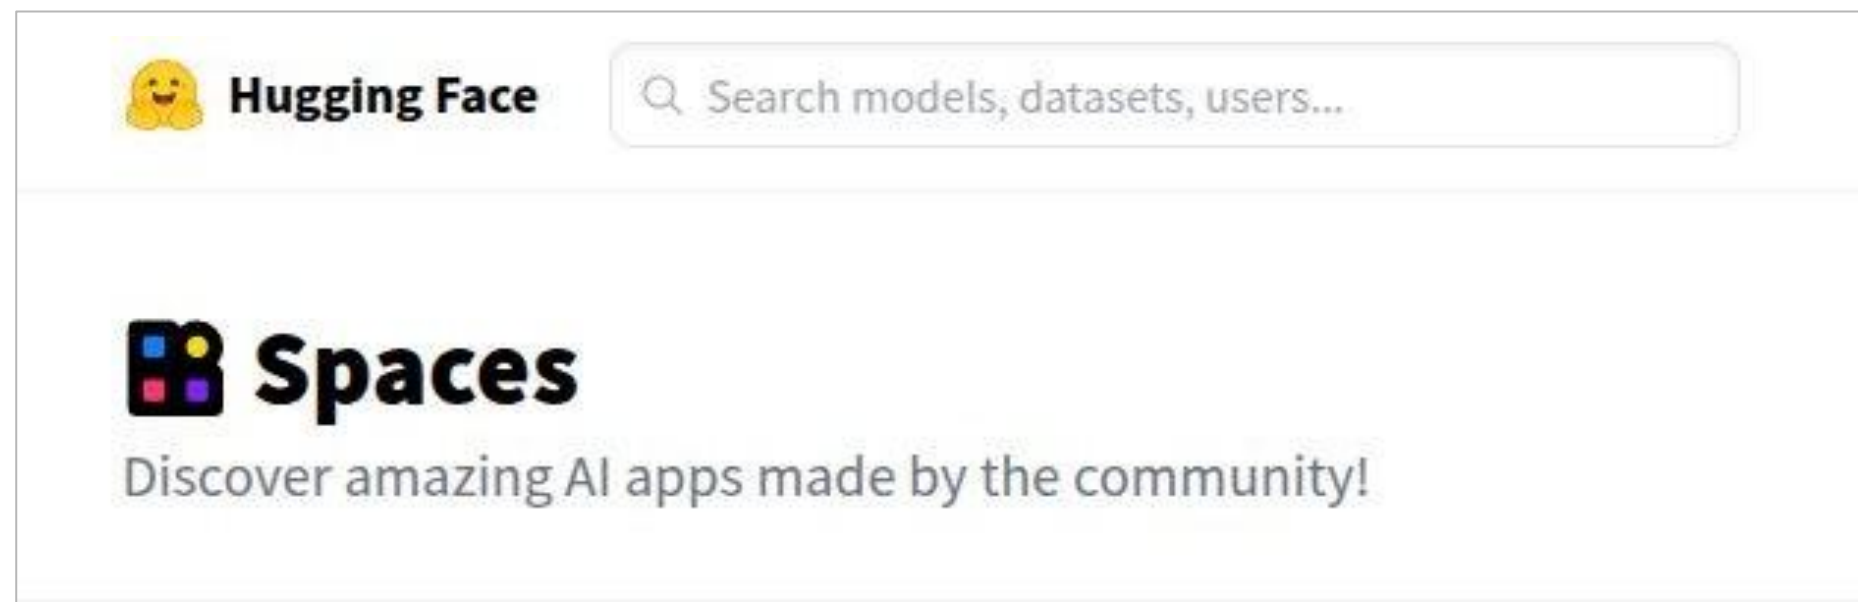 Hugging Face
Search models, datasets, users...
Spaces
Discover amazing AI apps made by the community!